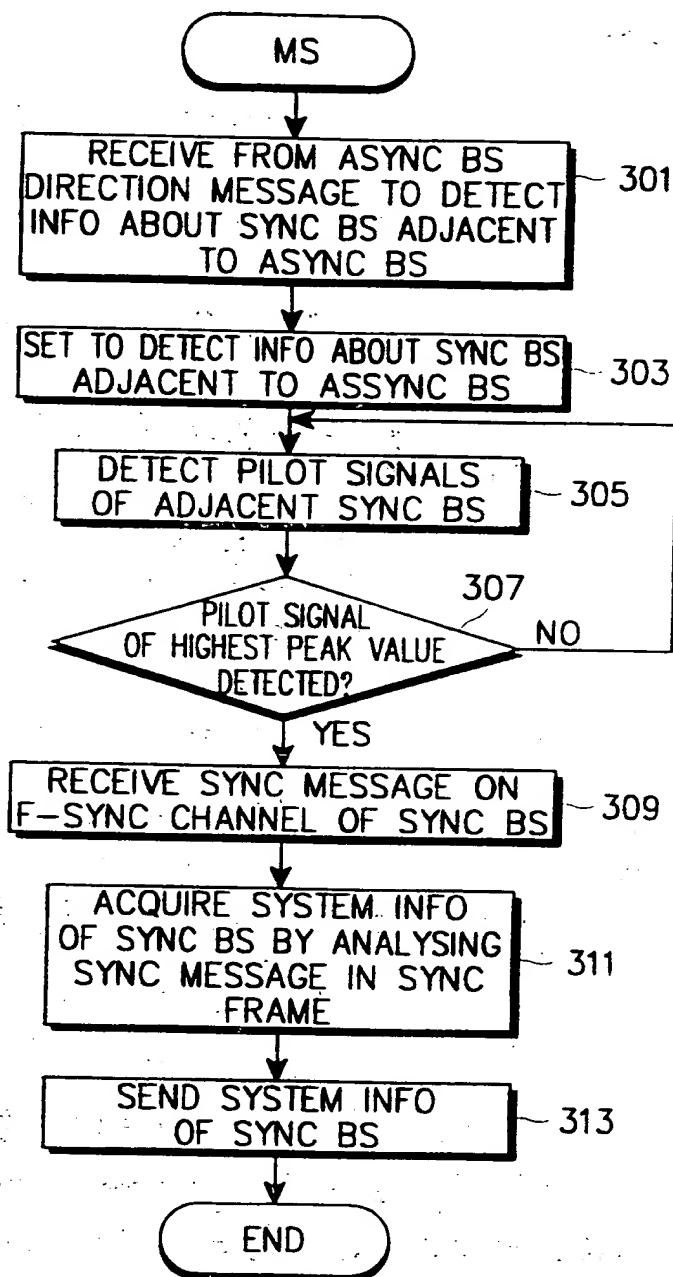 MS
RECEIVE FROM ASYNC BS
DIRECTION MESSAGE TO DETECT
INFO ABOUT SYNC BS ADJACENT
TO ASYNC BS
301
SET TO DETECT INFO ABOUT SYNC BS
ADJACENT TO ASSYNC BS
303
DETECT PILOT SIGNALS
OF ADJACENT SYNC BS
305
307
PILOT SIGNAL
OF HIGHEST PEAK VALUE
DETECTED?
NO
YES
RECEIVE SYNC MESSAGE ON
F-SYNC CHANNEL OF SYNC BS
309
ACQUIRE SYSTEM INFO
OF SYNC BS BY ANALYSING
SYNC MESSAGE IN SYNC
FRAME
311
SEND SYSTEM INFO
OF SYNC BS
313
END